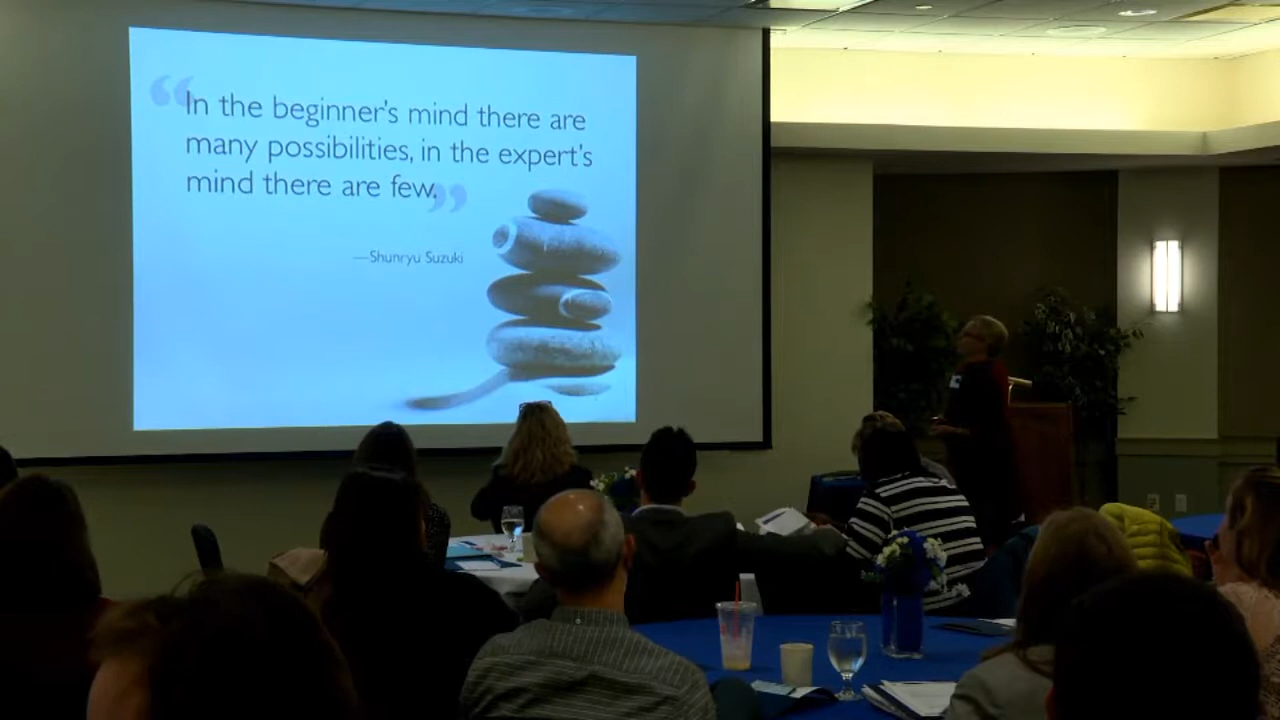 “In the beginner's mind there are
many possibilities, in the expert's
mind there are few.”
—Shunryu Suzuki